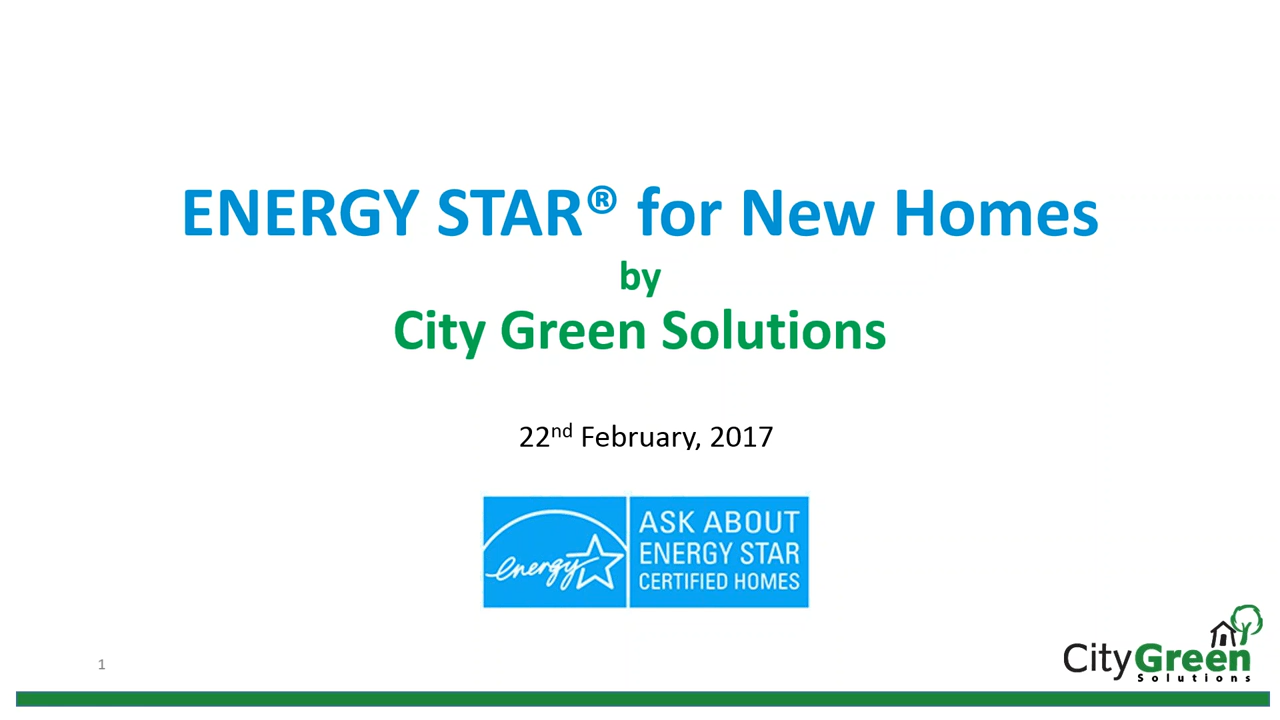 ENERGY STAR® for New Homes
by
City Green Solutions
22nd February, 2017
energy
ASK ABOUT
ENERGY STAR
CERTIFIED HOMES
1
CityGreen
Solutions